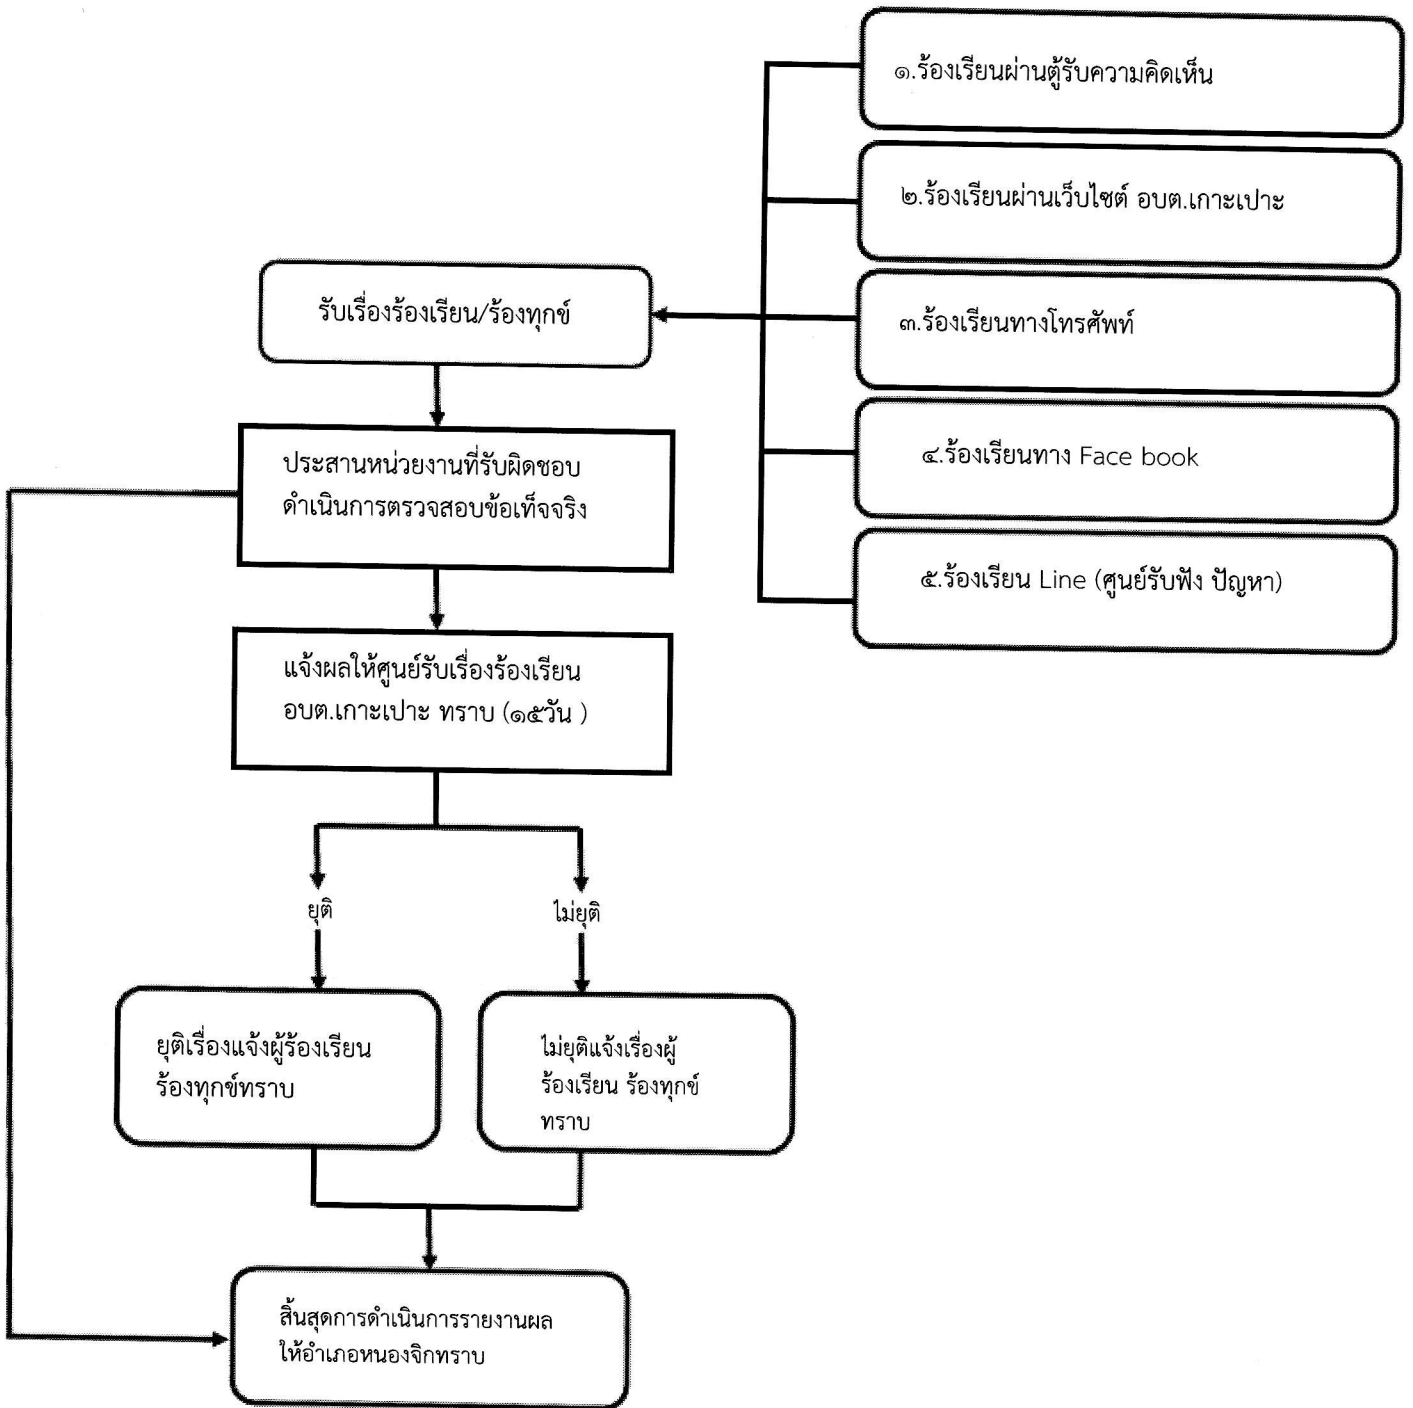 ๑.ร้องเรียนผ่านตู้รับความคิดเห็น
๒.ร้องเรียนผ่านเว็บไซต์ อบต.เกาะเปาะ
รับเรื่องร้องเรียน/ร้องทุกข์
๓.ร้องเรียนทางโทรศัพท์
๔.ร้องเรียนทาง Face book
๕.ร้องเรียน Line (ศูนย์รับฟัง ปัญหา)
ประสานหน่วยงานที่รับผิดชอบ
ดำเนินการตรวจสอบข้อเท็จจริง
แจ้งผลให้ศูนย์รับเรื่องร้องเรียน
อบต.เกาะเปาะ ทราบ (๑๕วัน )
ยุติ
ไม่ยุติ
ยุติเรื่องแจ้งผู้ร้องเรียน
ร้องทุกข์ทราบ
ไม่ยุติแจ้งเรื่องผู้
ร้องเรียน ร้องทุกข์
ทราบ
สิ้นสุดการดำเนินการรายงานผล
ให้อำเภอหนองจิกทราบ